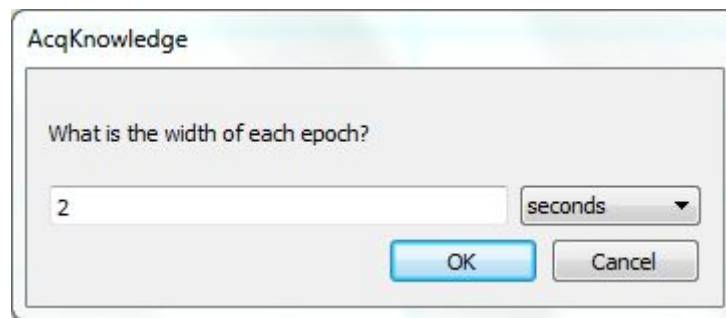 AcqKnowledge
What is the width of each epoch?
2 seconds
OK Cancel